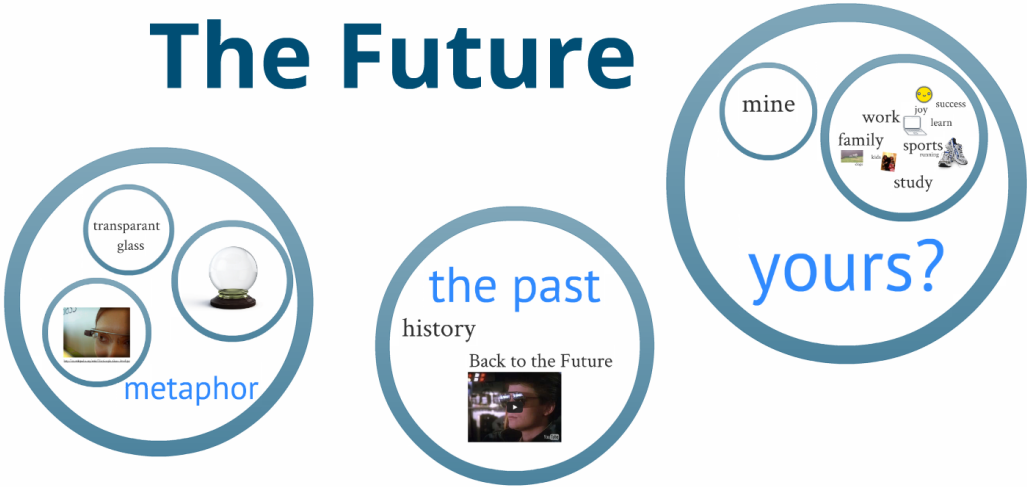 The Future
transparant
glass
metaphor
the past
history
Back to the Future
YouTube
mine
joy
success
work
learn
family
kids
sports
running
study
yours?